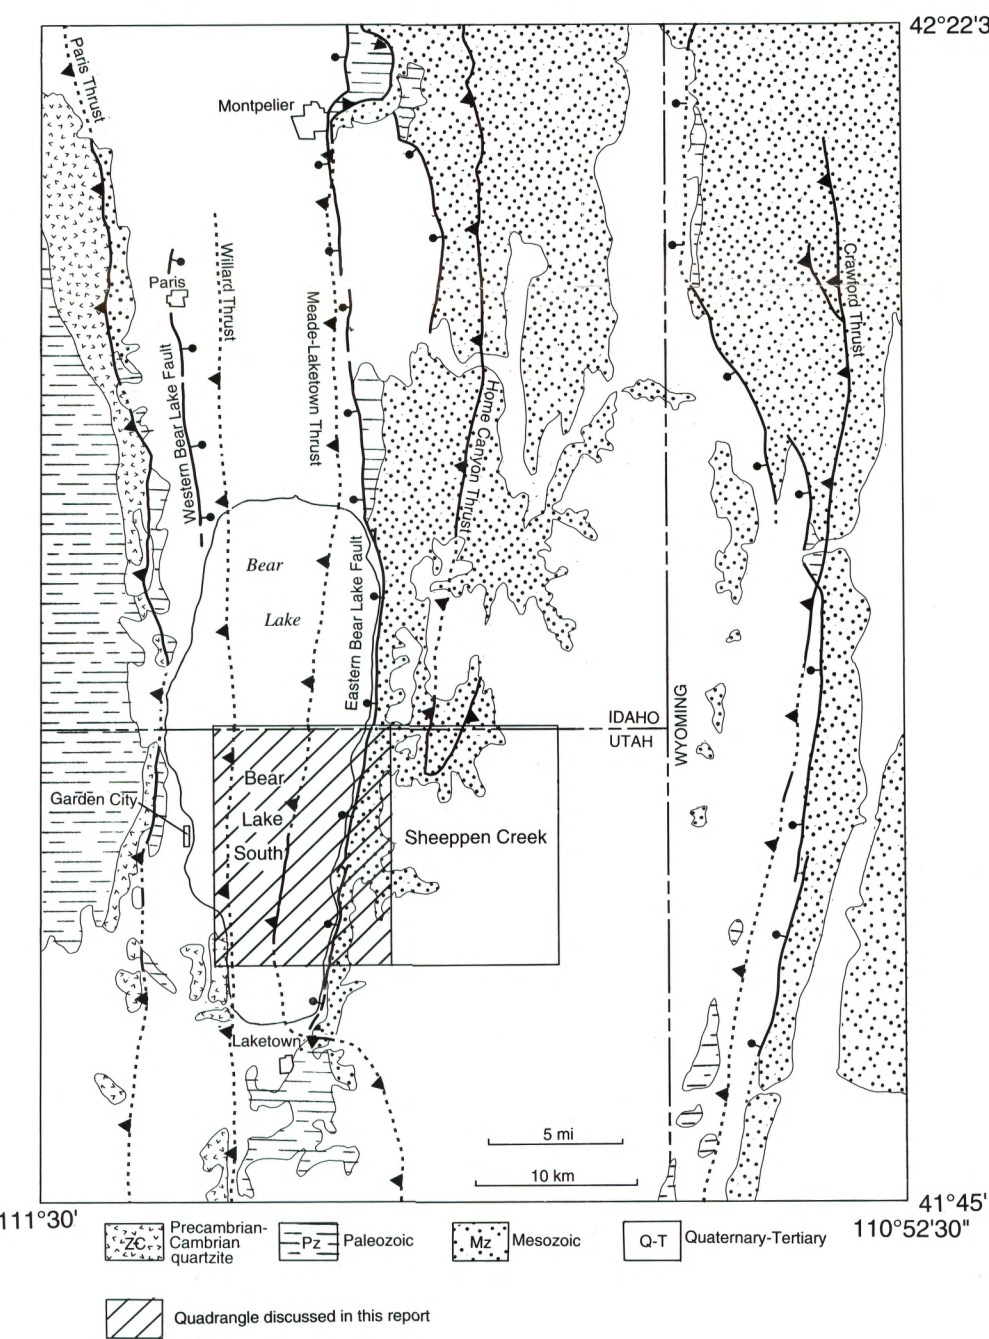 42°22'3
Paris Thrust
Montpelier
Willard Thrust
Paris
Crawford Thrust
Meade-Laketown Thrust
Western Bear Lake Fault
Home Canyon Thrust
Bear
Lake
Eastern Bear Lake Fault
IDAHO
UTAH
WYOMING
Bear
Lake
South
Garden City
Sheeppen Creek
Laketown
5 mi
10 km
111°30'
41°45'
110°52'30"
ZC
Precambrian-
Cambrian
quartzite
Pz
Paleozoic
Mz
Mesozoic
Q-T
Quaternary-Tertiary
Quadrangle discussed in this report